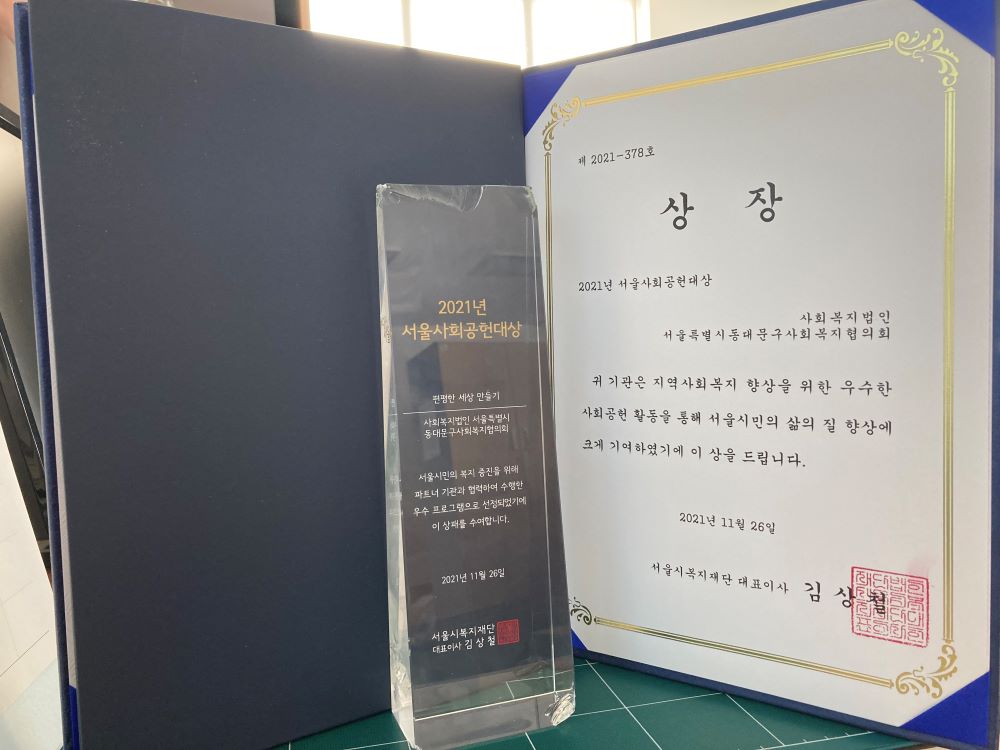 2021년
서울사회공헌대상
편평한 세상 만들기
사회복지법인 서울특별시
동대문구사회복지협의회
서울시민의 복지 증진을 위해
파트너 기관과 협력하여 수행한
우수 프로그램으로 선정되었기에
이 상패를 수여합니다.
2021년 11월 26일
서울시복지재단
대표이사 김상철
제 2021-378호
상 장
2021년 서울사회공헌대상
사회복지법인
서울특별시동대문구사회복지협의회
귀 기관은 지역사회복지 향상을 위한 우수한
사회공헌 활동을 통해 서울시민의 삶의 질 향상에
크게 기여하였기에 이 상을 드립니다.
2021년 11월 26일
서울시복지재단 대표이사 김 상 철